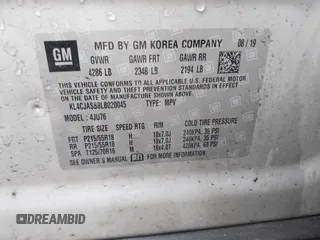 GM
MFD BY GM KOREA COMPANY 08/19
GVWR GAWR FRT GAWR RR
4286 LB 2348 LB 2194 LB
THIS VEHICLE CONFORMS TO ALL APPLICABLE U.S. FEDERAL MOTOR
VEHICLE SAFETY AND THEFT PREVENTION STANDARDS IN
EFFECT ON THE DATE OF MANUFACTURE SHOWN ABOVE.
TYPE: MPV
MODEL: 4JU76
TIRE SIZE SPEED RTG RIM COLD TIRE PRESSURE
FRT P215/55R18 H 18x7.0J 240KPA, 35 PSI
RR P215/55R18 H 18x7.0J 240KPA, 35 PSI
SPA T125/70R16 M 16x4.0T 420KPA, 60 PSI
SEE OWNER'S MANUAL
DREAMBID
DREAMBID.COM